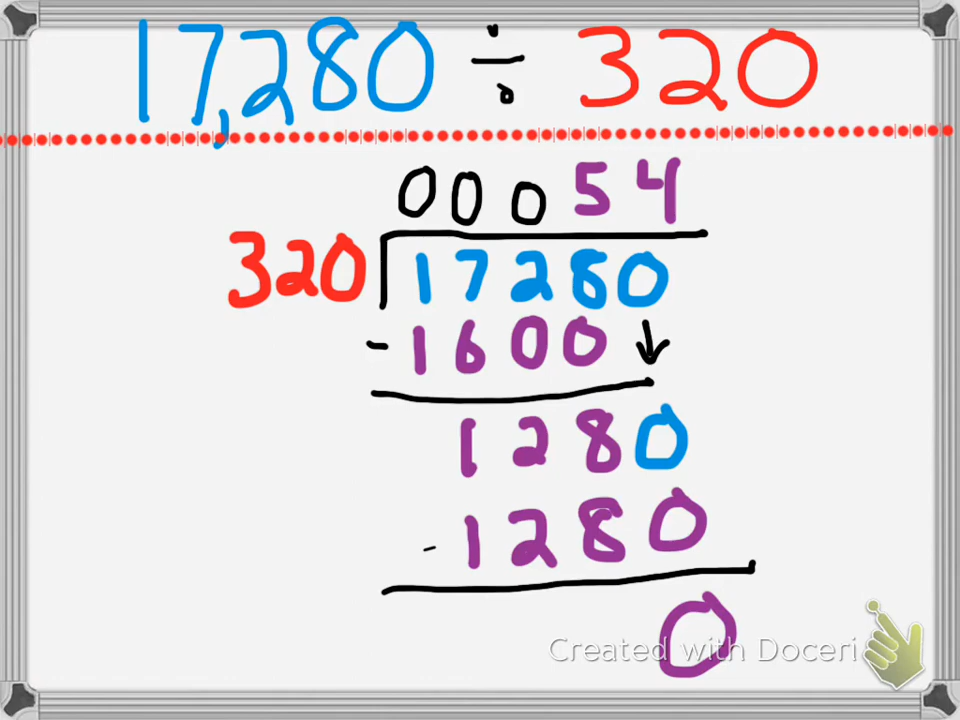 17,280 ÷ 320
00054
320 17280
- 1600 ↓
1280
- 1280
0
Created with Doceri